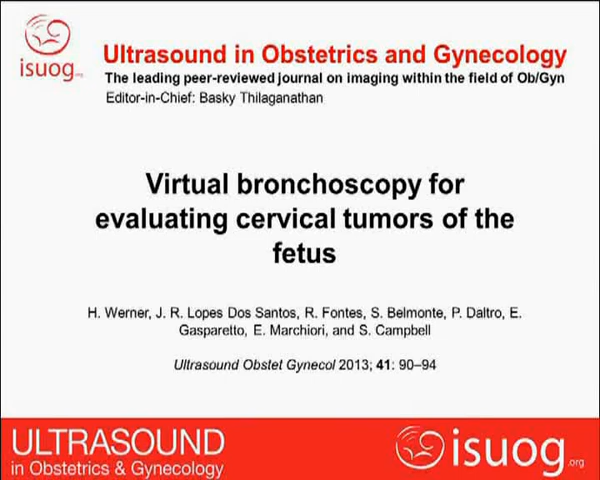 isuog.org
Ultrasound in Obstetrics and Gynecology
The leading peer-reviewed journal on imaging within the field of Ob/Gyn
Editor-in-Chief: Basky Thilaganathan
Virtual bronchoscopy for
evaluating cervical tumors of the
fetus
H. Werner, J. R. Lopes Dos Santos, R. Fontes, S. Belmonte, P. Daltro, E.
Gasparetto, E. Marchiori, and S. Campbell
Ultrasound Obstet Gynecol 2013; 41: 90–94
ULTRASOUND
in Obstetrics & Gynecology
isuog.org